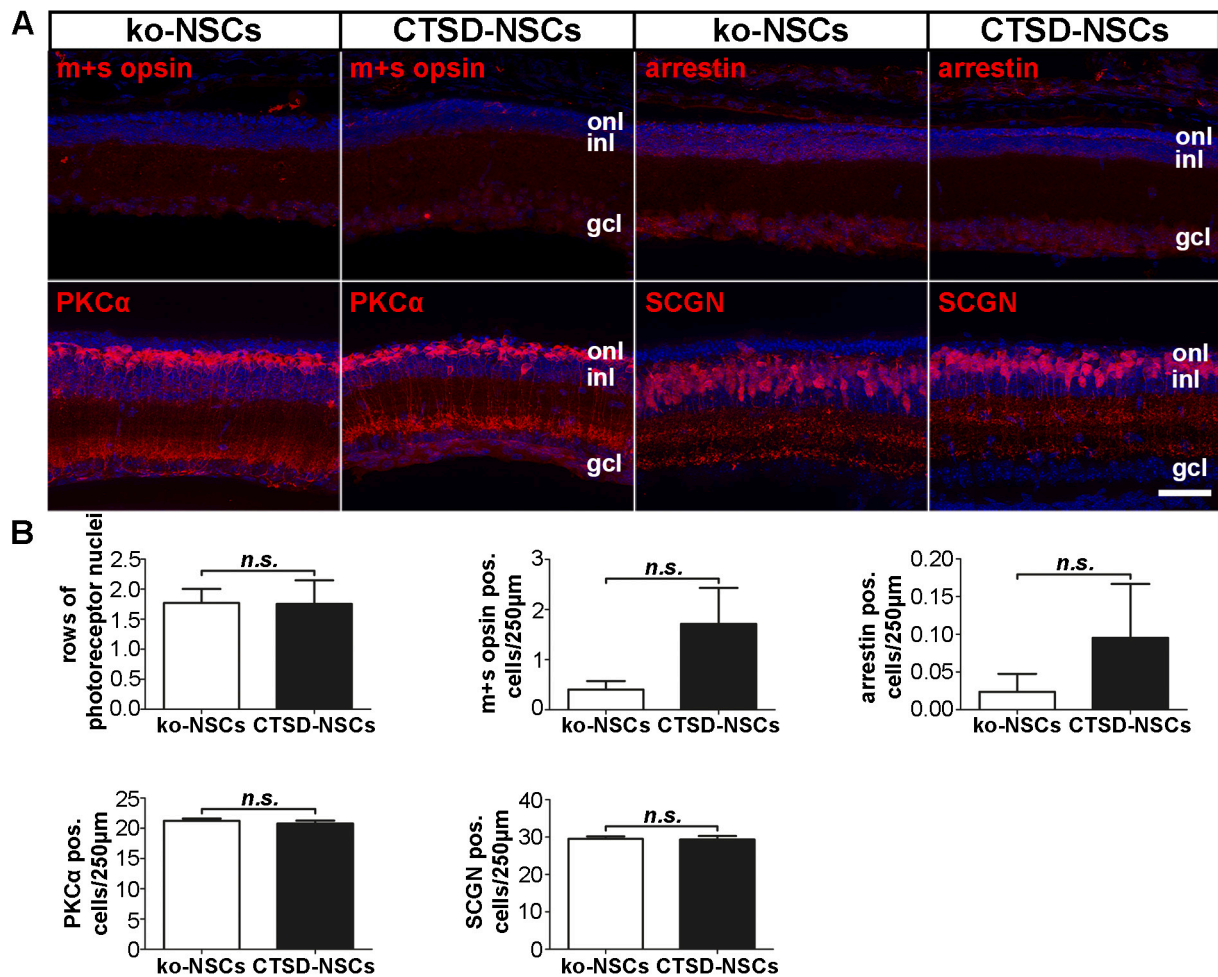 A
ko-NSCs CTSD-NSCs ko-NSCs CTSD-NSCs
m+s opsin m+s opsin arrestin arrestin
onl onl
inl inl
gcl gcl
PKCα PKCα SCGN SCGN
onl onl
inl inl
gcl gcl
B
rows of
photoreceptor nuclei
2.5
2.0
1.5
1.0
0.5
0.0
n.s.
ko-NSCs CTSD-NSCs
m+s opsin pos.
cells/250µm
3
2
1
0
n.s.
ko-NSCs CTSD-NSCs
arrestin pos.
cells/250µm
0.20
0.15
0.10
0.05
0.00
n.s.
ko-NSCs CTSD-NSCs
PKCα pos.
cells/250µm
25
20
15
10
5
0
n.s.
ko-NSCs CTSD-NSCs
SCGN pos.
cells/250µm
40
30
20
10
0
n.s.
ko-NSCs CTSD-NSCs